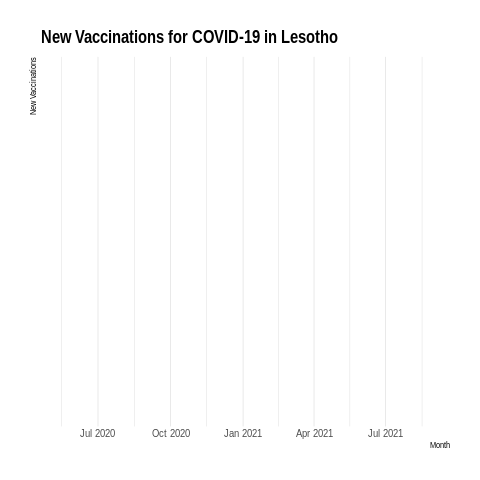 New Vaccinations for COVID-19 in Lesotho
New Vaccinations
Jul 2020 Oct 2020 Jan 2021 Apr 2021 Jul 2021
Month